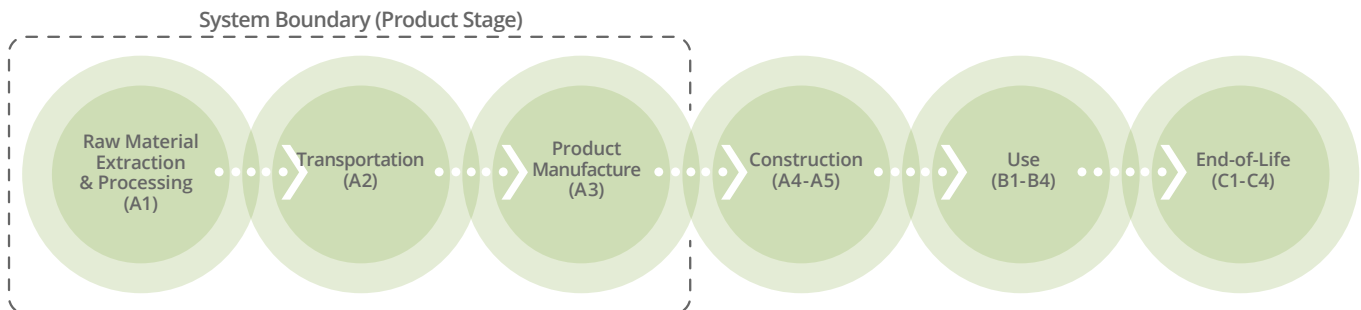 System Boundary (Product Stage)
Raw Material
Extraction
& Processing
(A1)
Transportation
(A2)
Product
Manufacture
(A3)
Construction
(A4-A5)
Use
(B1-B4)
End-of-Life
(C1-C4)